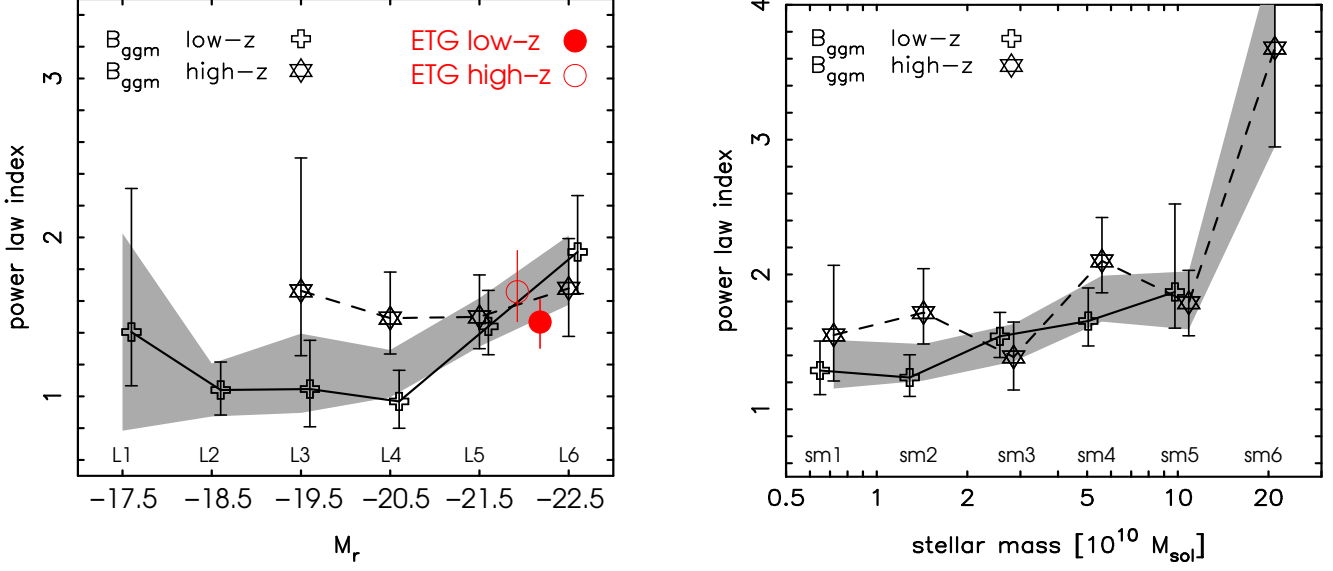 B_ggm low−z
B_ggm high−z
ETG low−z
ETG high−z
power law index
3
2
1
L1 L2 L3 L4 L5 L6
−17.5 −18.5 −19.5 −20.5 −21.5 −22.5
M_r
B_ggm low−z
B_ggm high−z
power law index
4
3
2
1
sm1 sm2 sm3 sm4 sm5 sm6
0.5 1 2 5 10 20
stellar mass [10^10 M_sol]